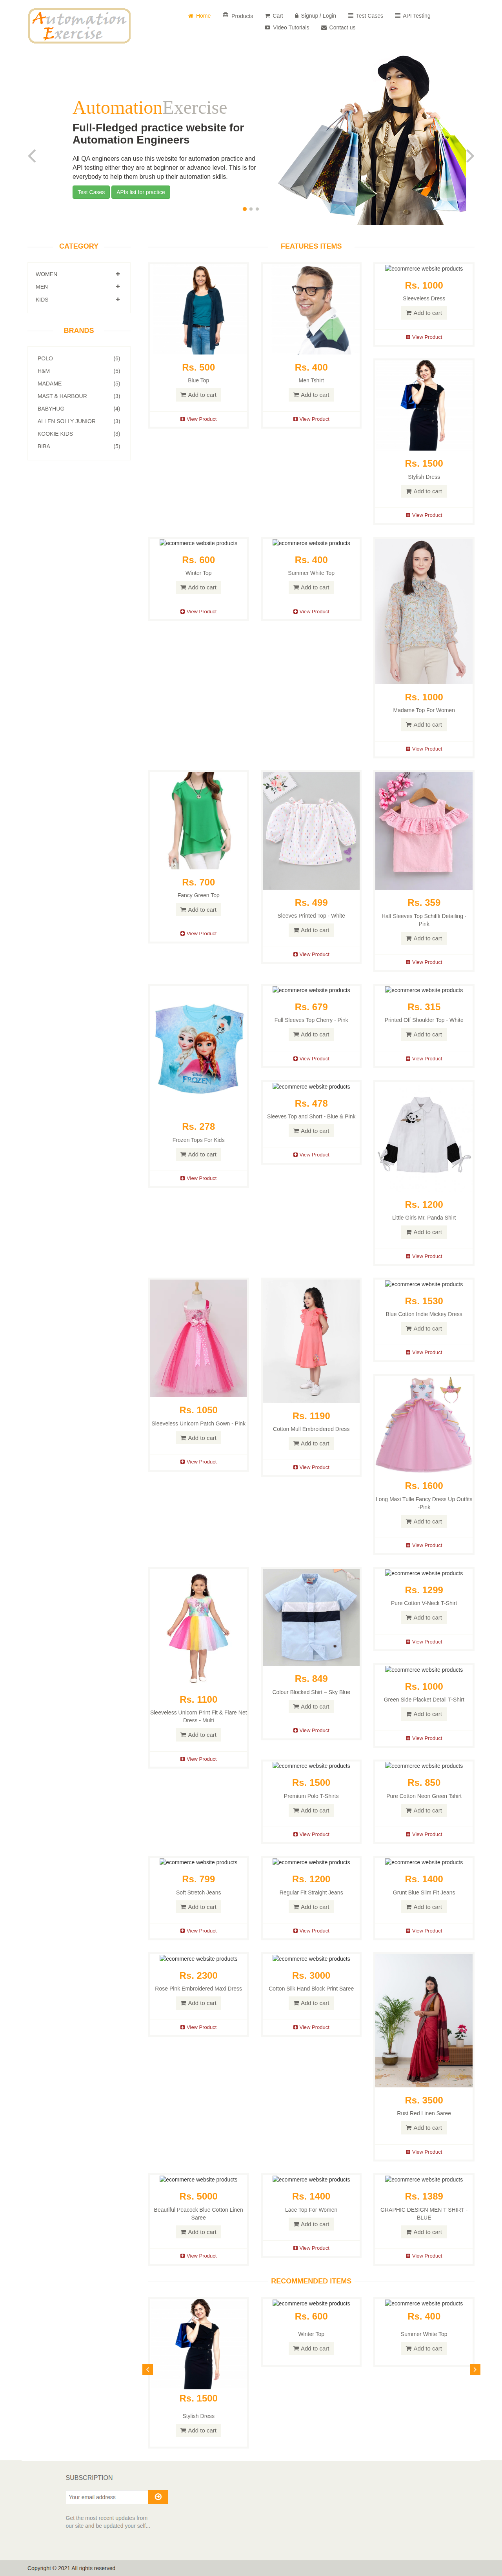 Automation
Exercise
Home
Products
Cart
Signup / Login
Test Cases
API Testing
Video Tutorials
Contact us
AutomationExercise
Full-Fledged practice website for
Automation Engineers
All QA engineers can use this website for automation practice and
API testing either they are at beginner or advance level. This is for
everybody to help them brush up their automation skills.
Test Cases
APIs list for practice
CATEGORY
WOMEN
MEN
KIDS
BRANDS
POLO (6)
H&M (5)
MADAME (5)
MAST & HARBOUR (3)
BABYHUG (4)
ALLEN SOLLY JUNIOR (3)
KOOKIE KIDS (3)
BIBA (5)
FEATURES ITEMS
Rs. 500
Blue Top
Add to cart
View Product
Rs. 400
Men Tshirt
Add to cart
View Product
ecommerce website products
Rs. 1000
Sleeveless Dress
Add to cart
View Product
Rs. 1500
Stylish Dress
Add to cart
View Product
ecommerce website products
Rs. 600
Winter Top
Add to cart
View Product
ecommerce website products
Rs. 400
Summer White Top
Add to cart
View Product
Rs. 1000
Madame Top For Women
Add to cart
View Product
Rs. 700
Fancy Green Top
Add to cart
View Product
Rs. 499
Sleeves Printed Top - White
Add to cart
View Product
Rs. 359
Half Sleeves Top Schiffli Detailing -
Pink
Add to cart
View Product
FROZEN
Rs. 278
Frozen Tops For Kids
Add to cart
View Product
ecommerce website products
Rs. 679
Full Sleeves Top Cherry - Pink
Add to cart
View Product
ecommerce website products
Rs. 315
Printed Off Shoulder Top - White
Add to cart
View Product
ecommerce website products
Rs. 478
Sleeves Top and Short - Blue & Pink
Add to cart
View Product
Rs. 1200
Little Girls Mr. Panda Shirt
Add to cart
View Product
Rs. 1050
Sleeveless Unicorn Patch Gown - Pink
Add to cart
View Product
Rs. 1190
Cotton Mull Embroidered Dress
Add to cart
View Product
ecommerce website products
Rs. 1530
Blue Cotton Indie Mickey Dress
Add to cart
View Product
Rs. 1600
Long Maxi Tulle Fancy Dress Up Outfits
-Pink
Add to cart
View Product
Rs. 1100
Sleeveless Unicorn Print Fit & Flare Net
Dress - Multi
Add to cart
View Product
Rs. 849
Colour Blocked Shirt – Sky Blue
Add to cart
View Product
ecommerce website products
Rs. 1299
Pure Cotton V-Neck T-Shirt
Add to cart
View Product
ecommerce website products
Rs. 1000
Green Side Placket Detail T-Shirt
Add to cart
View Product
ecommerce website products
Rs. 1500
Premium Polo T-Shirts
Add to cart
View Product
ecommerce website products
Rs. 850
Pure Cotton Neon Green Tshirt
Add to cart
View Product
ecommerce website products
Rs. 799
Soft Stretch Jeans
Add to cart
View Product
ecommerce website products
Rs. 1200
Regular Fit Straight Jeans
Add to cart
View Product
ecommerce website products
Rs. 1400
Grunt Blue Slim Fit Jeans
Add to cart
View Product
ecommerce website products
Rs. 2300
Rose Pink Embroidered Maxi Dress
Add to cart
View Product
ecommerce website products
Rs. 3000
Cotton Silk Hand Block Print Saree
Add to cart
View Product
Rs. 3500
Rust Red Linen Saree
Add to cart
View Product
ecommerce website products
Rs. 5000
Beautiful Peacock Blue Cotton Linen
Saree
Add to cart
View Product
ecommerce website products
Rs. 1400
Lace Top For Women
Add to cart
View Product
ecommerce website products
Rs. 1389
GRAPHIC DESIGN MEN T SHIRT -
BLUE
Add to cart
View Product
RECOMMENDED ITEMS
Rs. 1500
Stylish Dress
Add to cart
ecommerce website products
Rs. 600
Winter Top
Add to cart
ecommerce website products
Rs. 400
Summer White Top
Add to cart
SUBSCRIPTION
Your email address
Get the most recent updates from
our site and be updated your self...
Copyright © 2021 All rights reserved